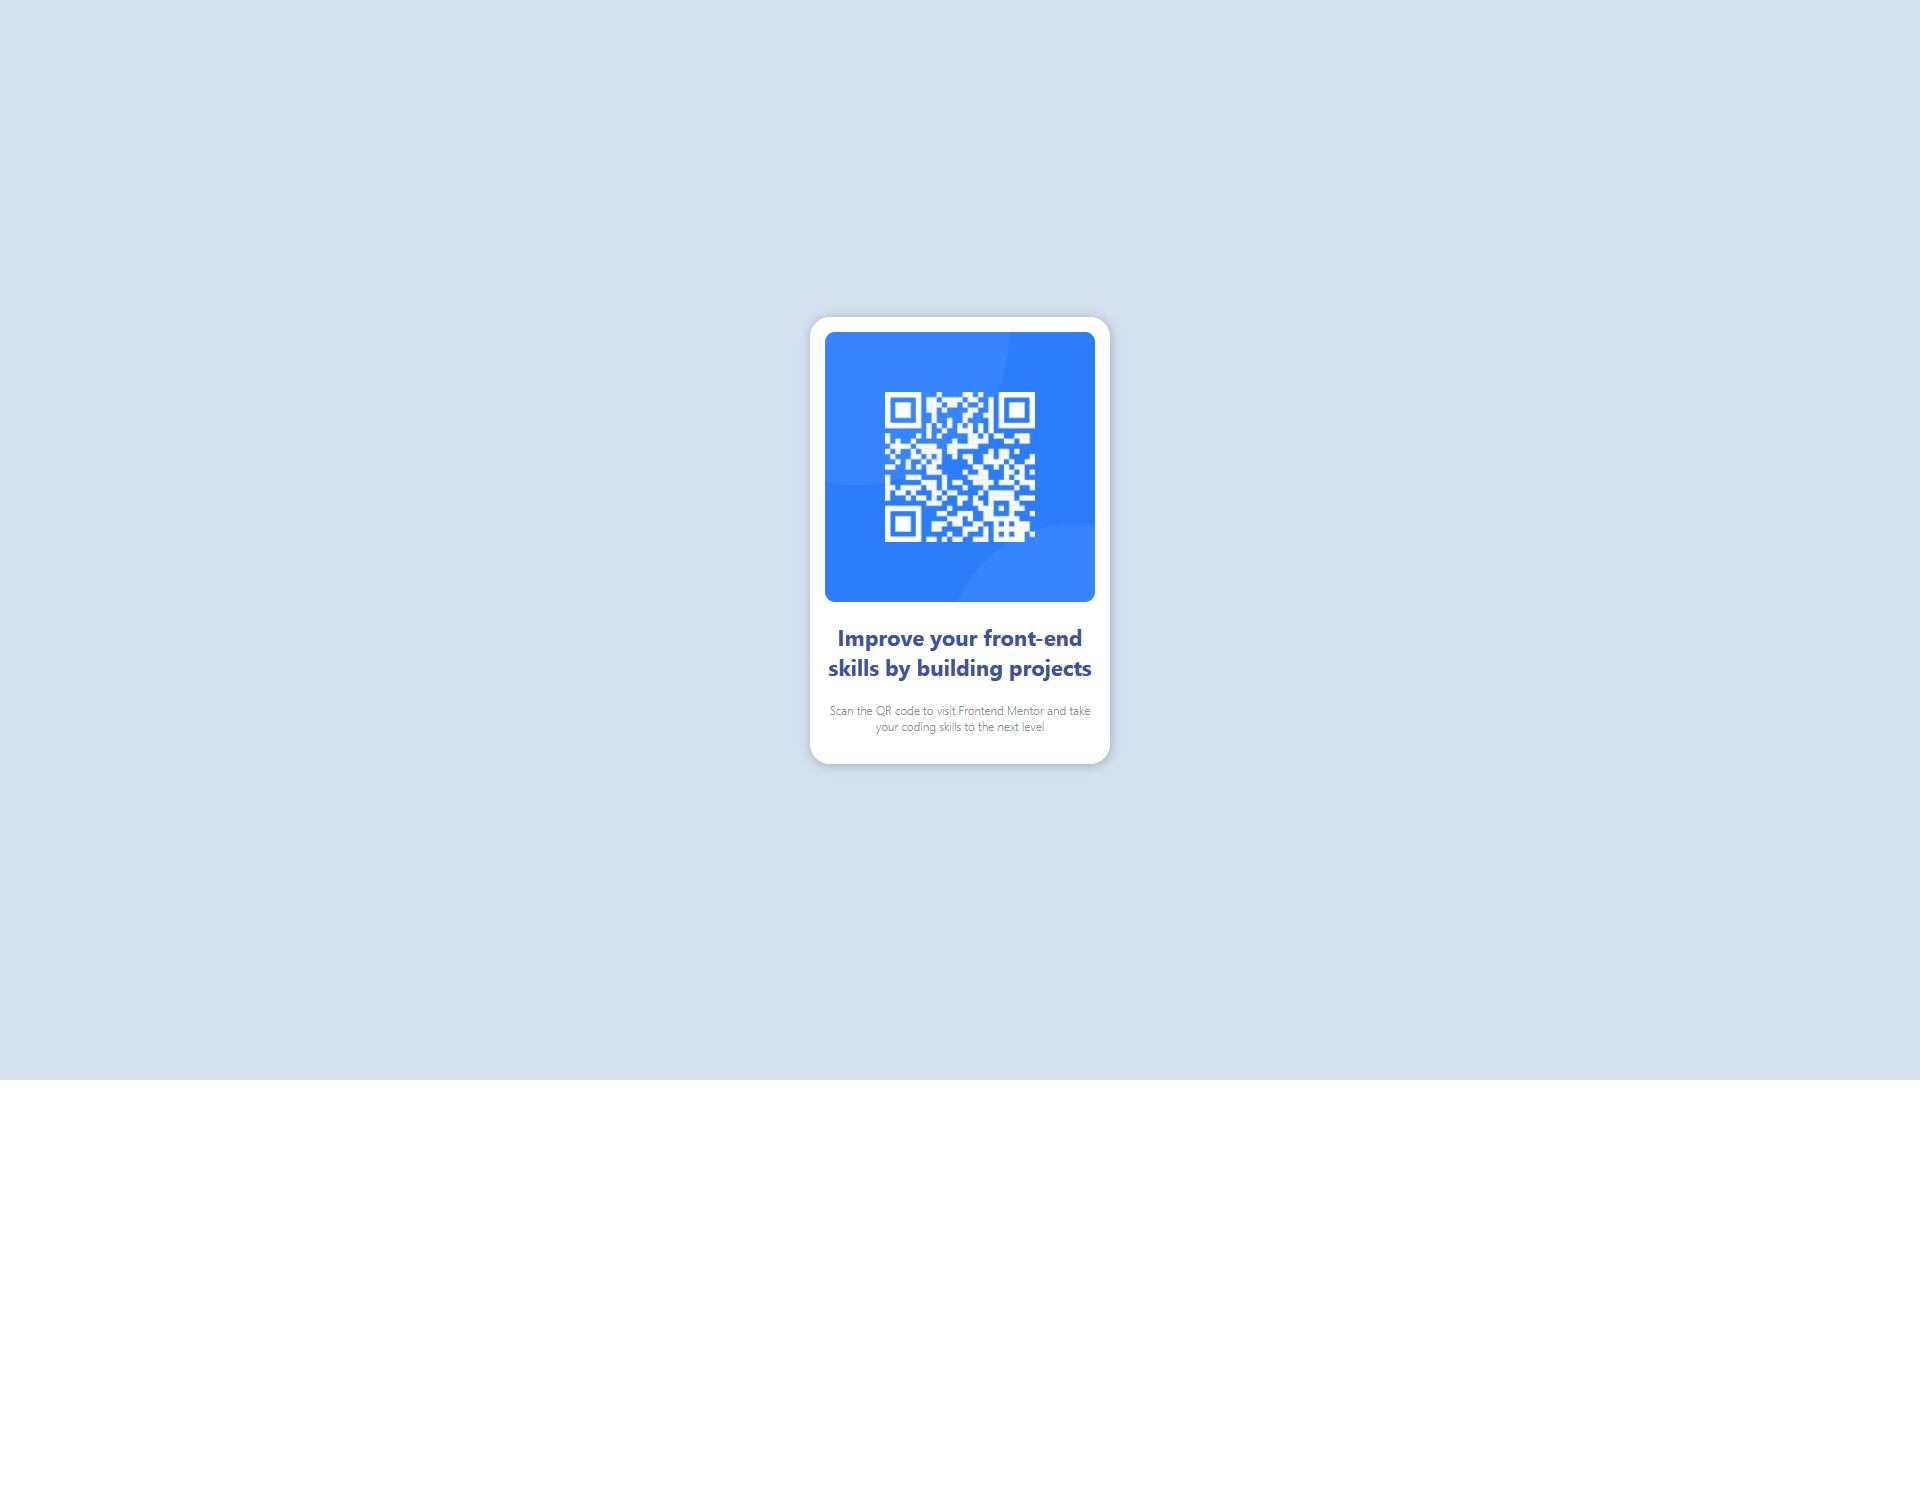 Improve your front-end
skills by building projects
Scan the QR code to visit Frontend Mentor and take
your coding skills to the next level